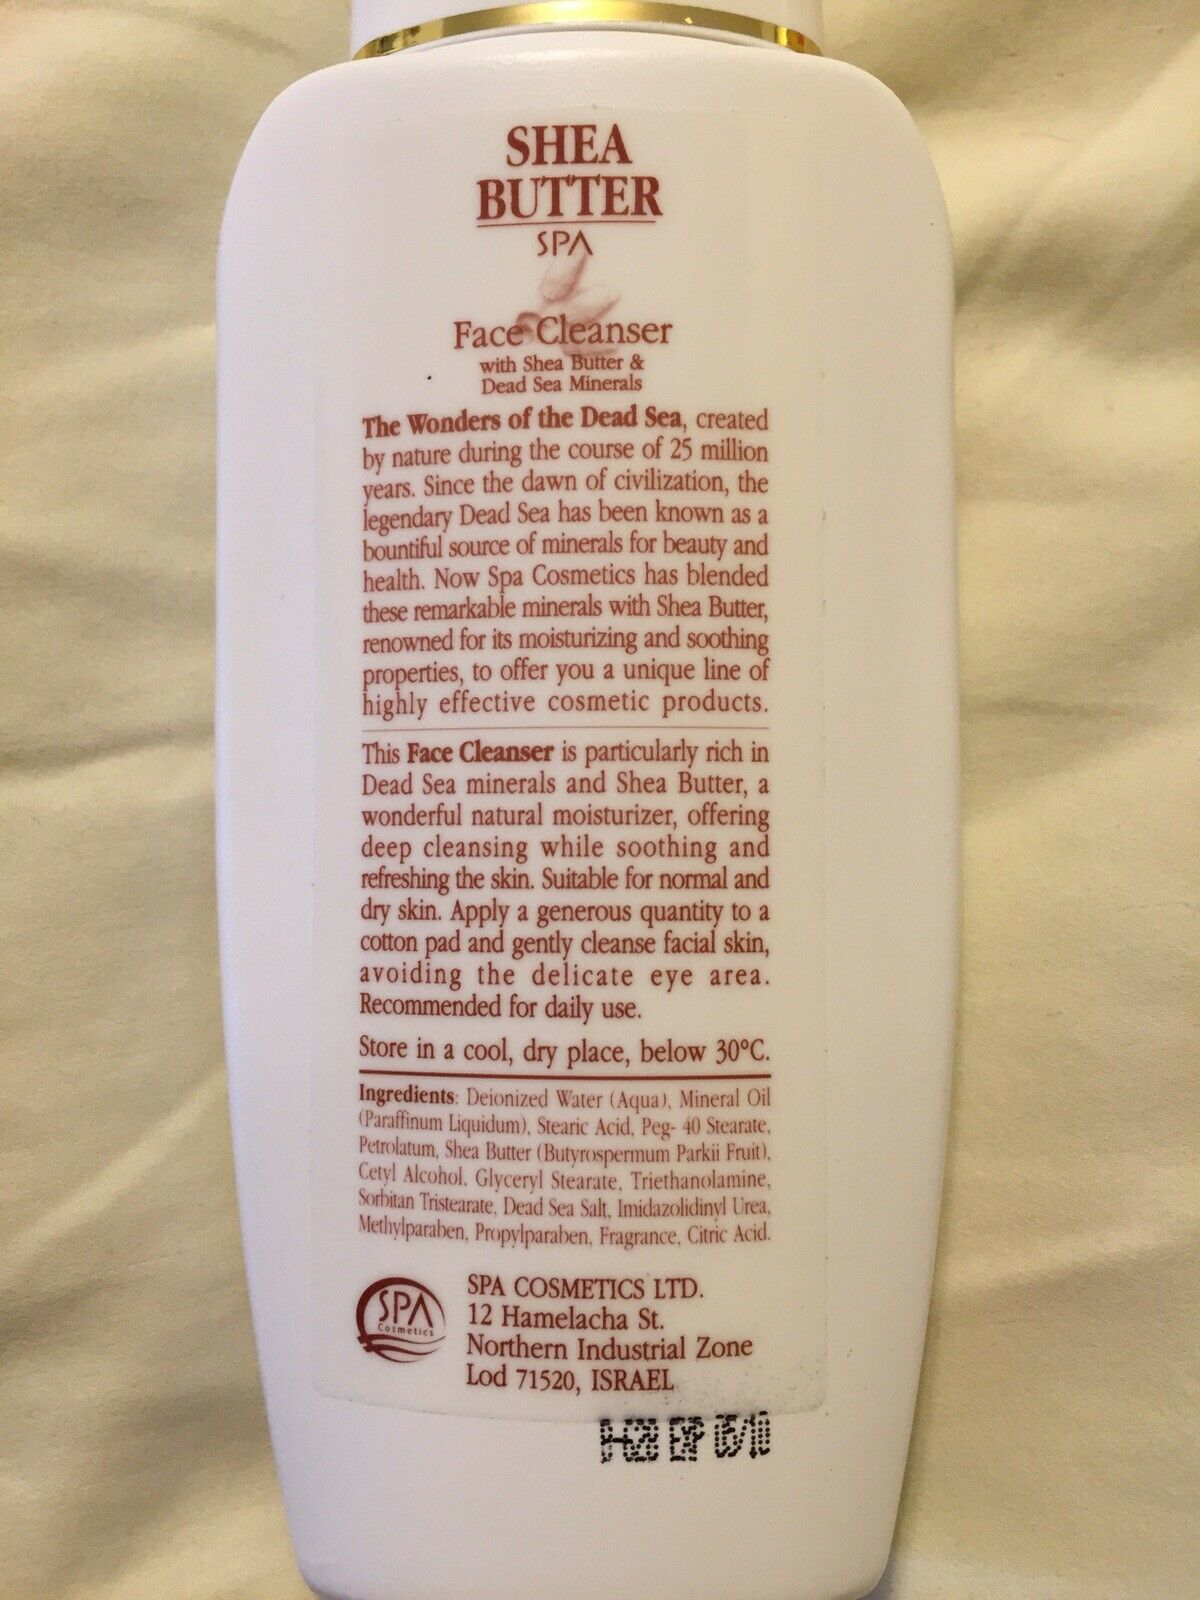 SHEA
BUTTER
SPA
Face Cleanser
with Shea Butter &
Dead Sea Minerals
The Wonders of the Dead Sea, created
by nature during the course of 25 million
years. Since the dawn of civilization, the
legendary Dead Sea has been known as a
bountiful source of minerals for beauty and
health. Now Spa Cosmetics has blended
these remarkable minerals with Shea Butter,
renowned for its moisturizing and soothing
properties, to offer you a unique line of
highly effective cosmetic products.
This Face Cleanser is particularly rich in
Dead Sea minerals and Shea Butter, a
wonderful natural moisturizer, offering
deep cleansing while soothing and
refreshing the skin. Suitable for normal and
dry skin. Apply a generous quantity to a
cotton pad and gently cleanse facial skin,
avoiding the delicate eye area.
Recommended for daily use.
Store in a cool, dry place, below 30°C.
Ingredients: Deionized Water (Aqua), Mineral Oil
(Paraffinum Liquidum), Stearic Acid, Peg- 40 Stearate,
Petrolatum, Shea Butter (Butyrospermum Parkii Fruit),
Cetyl Alcohol, Glyceryl Stearate, Triethanolamine,
Sorbitan Tristearate, Dead Sea Salt, Imidazolidinyl Urea,
Methylparaben, Propylparaben, Fragrance, Citric Acid.
SPA
Cosmetics
SPA COSMETICS LTD.
12 Hamelacha St.
Northern Industrial Zone
Lod 71520, ISRAEL
EXP 05/10